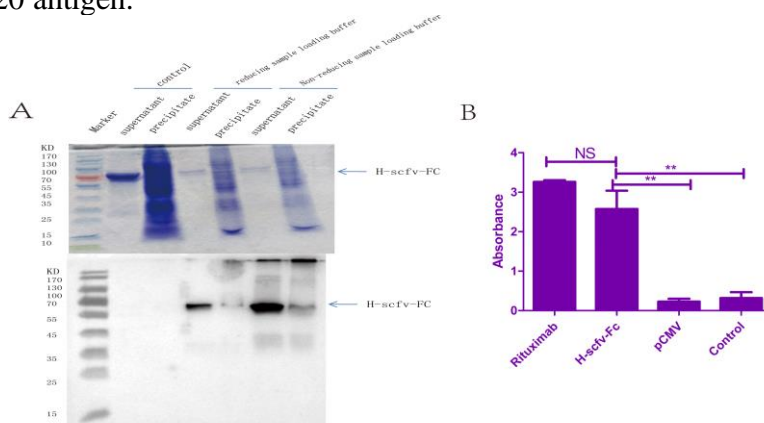 20 antigen.
control
reducing sample loading buffer
Non-reducing sumple loading buffer
A
Marker
supernatant
precipitate
supernatant
precipitate
supernatant
precipitate
KD
170
130
100
70
55
45
35
25
15
10
H-scfv-FC
KD
170
130
100
70
55
45
35
25
15
H-scfv-FC
B
Absorbance
4
3
2
1
0
NS
**
**
Rituximab
H-scfv-Fc
pCMV
Control